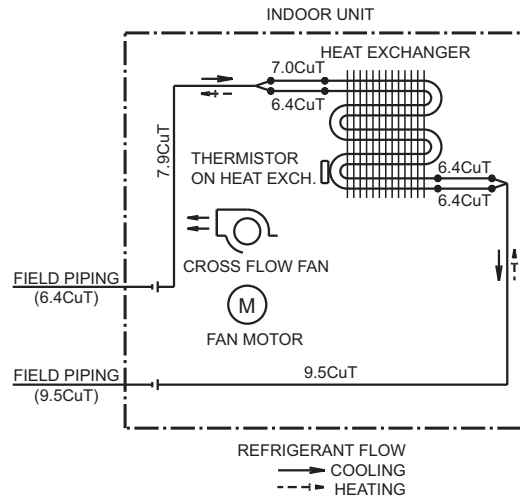 INDOOR UNIT
HEAT EXCHANGER
7.0CuT
6.4CuT
7.9CuT
THERMISTOR
ON HEAT EXCH.
6.4CuT
6.4CuT
CROSS FLOW FAN
FIELD PIPING
(6.4CuT)
M
FAN MOTOR
FIELD PIPING
(9.5CuT)
9.5CuT
REFRIGERANT FLOW
COOLING
HEATING